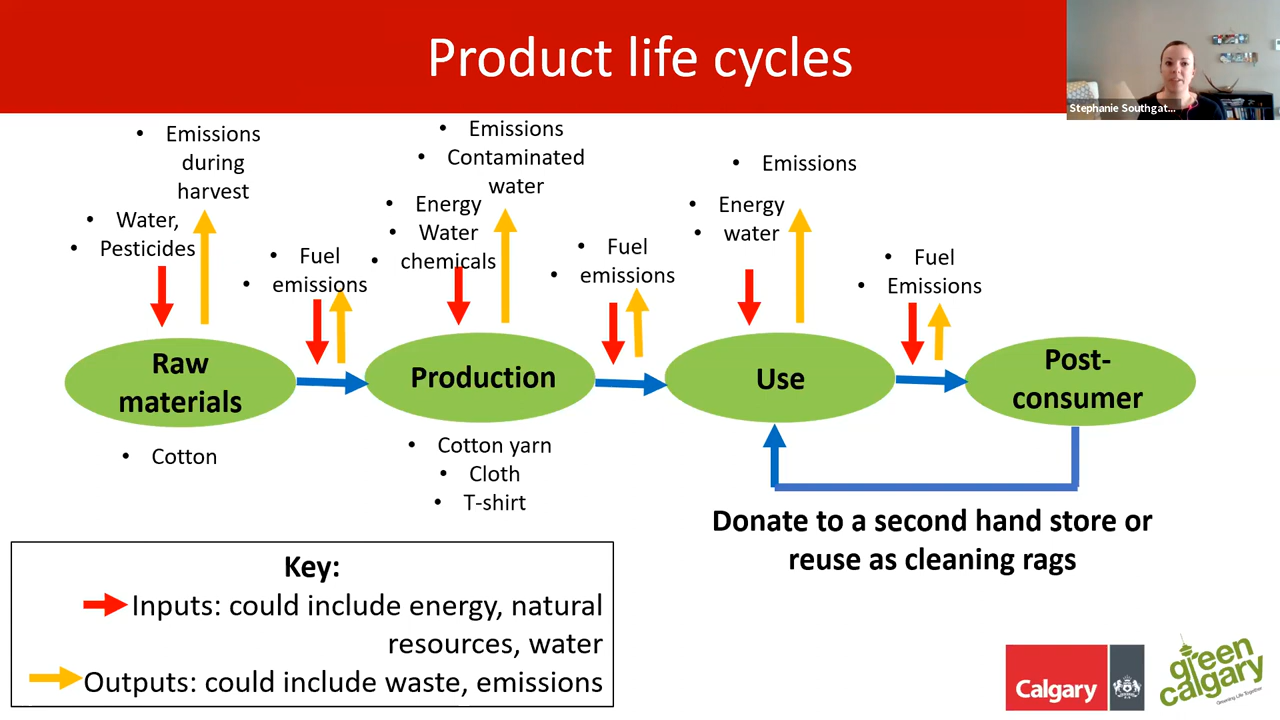 Product life cycles
Stephanie Southgat...
• Emissions
during
harvest
• Water,
• Pesticides
• Fuel
• emissions
• Emissions
• Contaminated
water
• Energy
• Water
• chemicals
• Fuel
• emissions
• Emissions
• Energy
• water
• Fuel
• Emissions
Raw
materials
Production
Use
Post-
consumer
• Cotton
• Cotton yarn
• Cloth
• T-shirt
Donate to a second hand store or
reuse as cleaning rags
Key:
Inputs: could include energy, natural
resources, water
Outputs: could include waste, emissions
Calgary
green
calgary
Greening Life Together